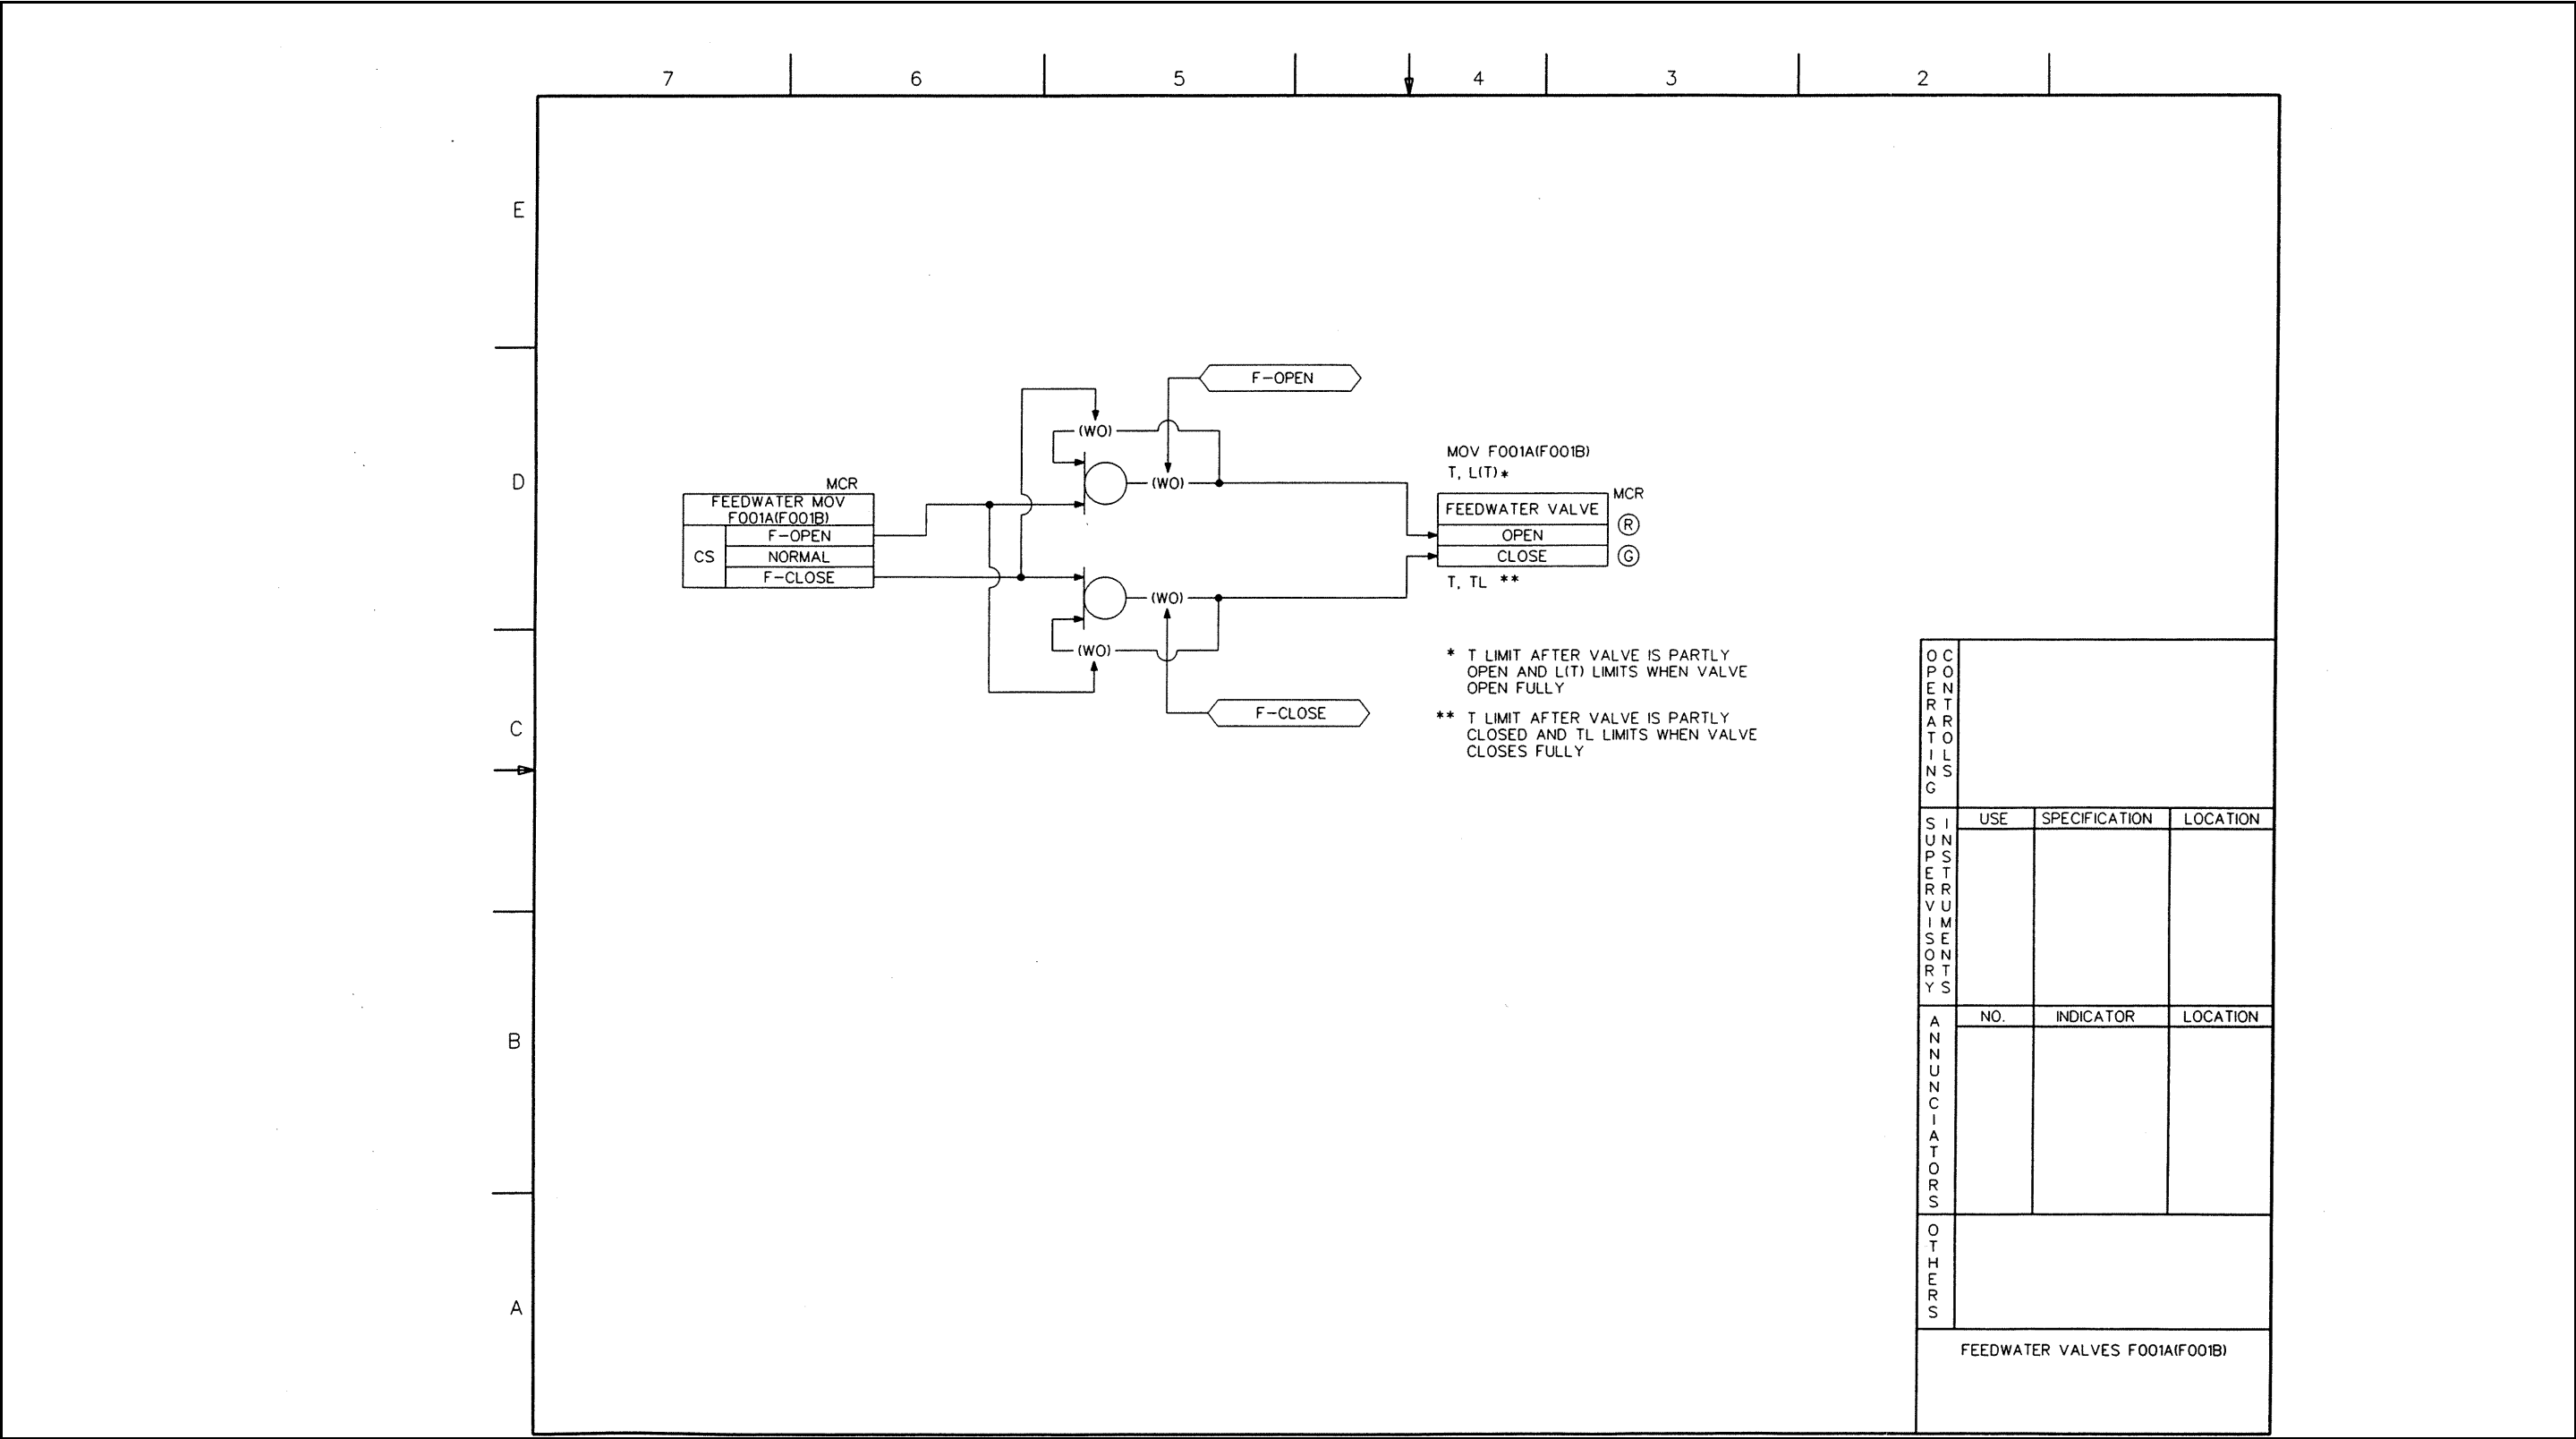 7 6 5 4 3 2
E
D
C
B
A
F-OPEN
(WO)
(WO)
MCR
FEEDWATER MOV
F001A(F001B)
CS
F-OPEN
NORMAL
F-CLOSE
(WO)
(WO)
F-CLOSE
MOV F001A(F001B)
T, L(T)*
MCR
FEEDWATER VALVE
OPEN
CLOSE
R
G
T, TL **
* T LIMIT AFTER VALVE IS PARTLY
OPEN AND L(T) LIMITS WHEN VALVE
OPEN FULLY
** T LIMIT AFTER VALVE IS PARTLY
CLOSED AND TL LIMITS WHEN VALVE
CLOSES FULLY
OPERATING
CONTROLS
SUPERVISORY
INSTRUMENTS
USE SPECIFICATION LOCATION
ANNUNCIATORS
NO. INDICATOR LOCATION
OTHERS
FEEDWATER VALVES F001A(F001B)